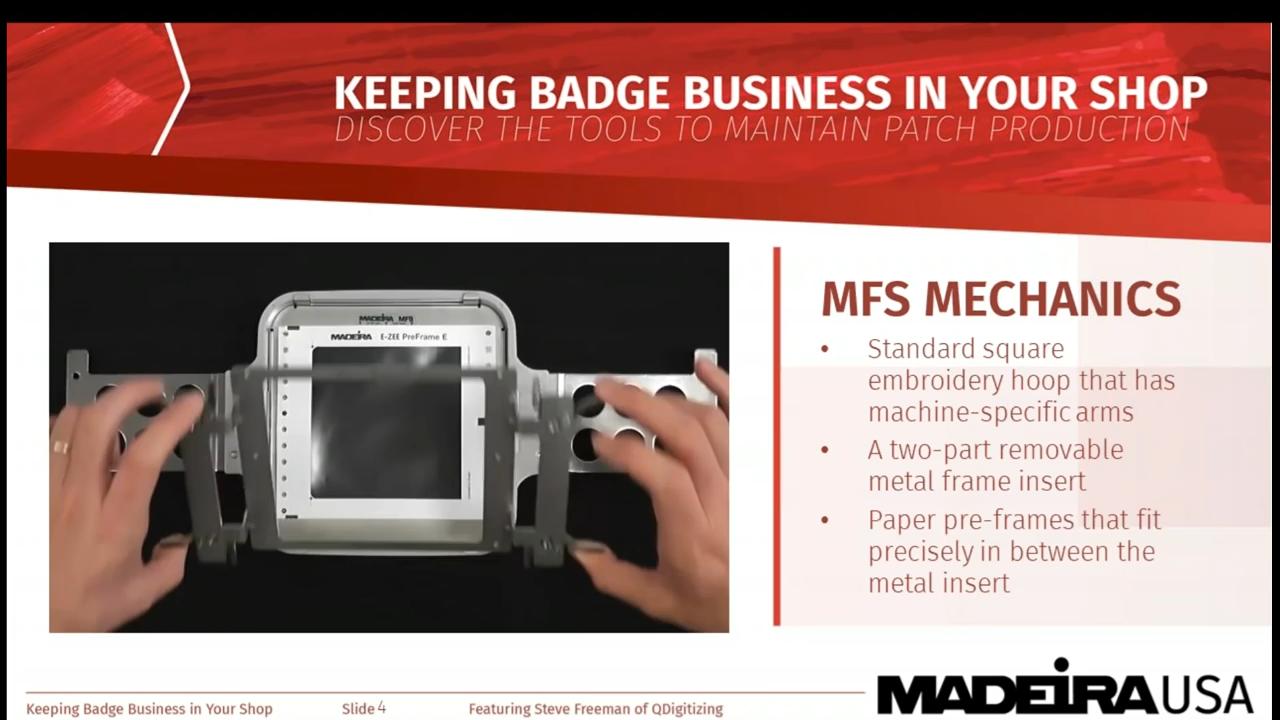 KEEPING BADGE BUSINESS IN YOUR SHOP
DISCOVER THE TOOLS TO MAINTAIN PATCH PRODUCTION
MADEIRA MFS
MADEIRA E-ZEE PreFrame E
MFS MECHANICS
• Standard square
embroidery hoop that has
machine-specific arms
• A two-part removable
metal frame insert
• Paper pre-frames that fit
precisely in between the
metal insert
MADEIRA USA
Keeping Badge Business in Your Shop Slide 4 Featuring Steve Freeman of QDigitizing